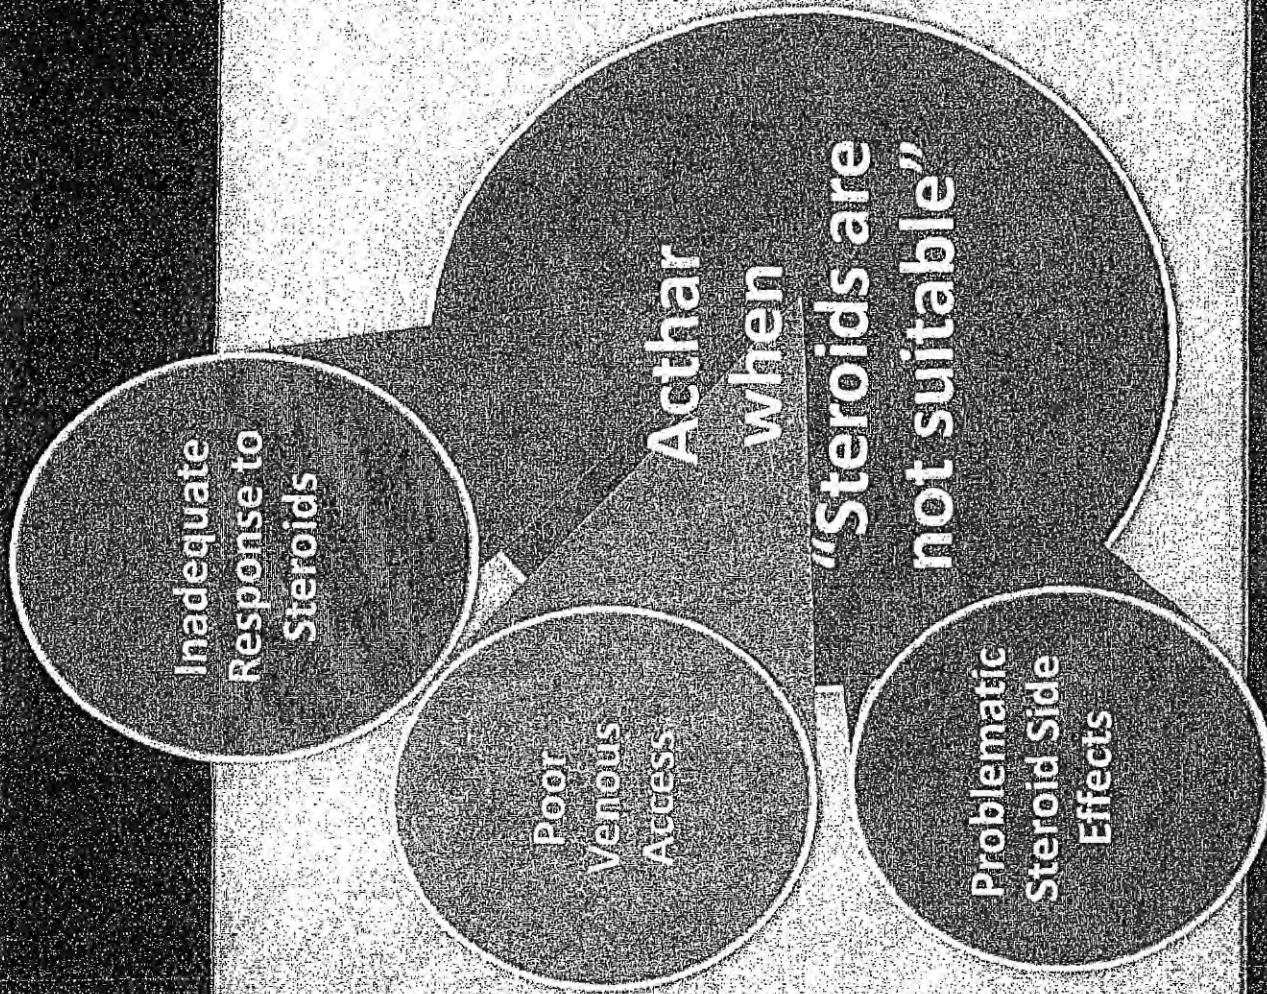 Inadequate
Response to
Steroids
Poor
Venous
Access
Problematic
Steroid Side
Effects
Acthar
when
“Steroids are
not suitable”